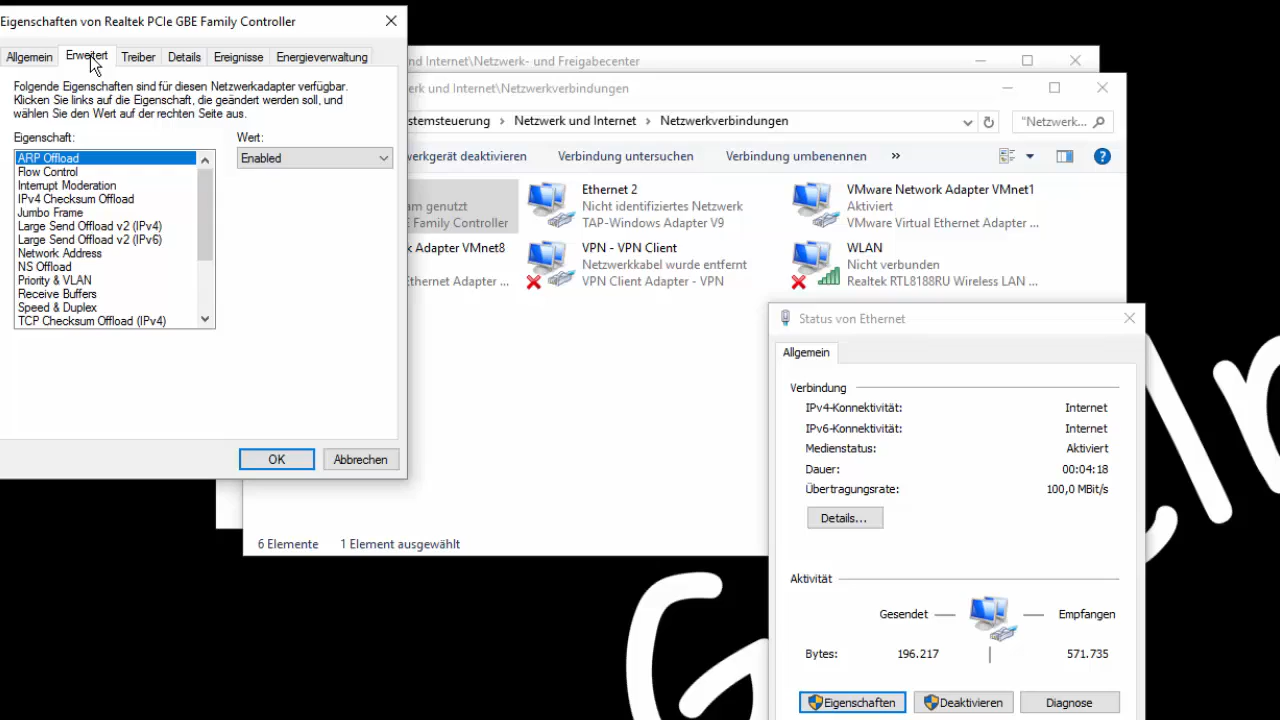 Eigenschaften von Realtek PCIe GBE Family Controller
Allgemein
Erweitert
Treiber
Details
Ereignisse
Energieverwaltung
Folgende Eigenschaften sind für diesen Netzwerkadapter verfügbar.
Klicken Sie links auf die Eigenschaft, die geändert werden soll, und
wählen Sie den Wert auf der rechten Seite aus.
Eigenschaft:
Wert:
ARP Offload
Flow Control
Interrupt Moderation
IPv4 Checksum Offload
Jumbo Frame
Large Send Offload v2 (IPv4)
Large Send Offload v2 (IPv6)
Network Address
NS Offload
Priority & VLAN
Receive Buffers
Speed & Duplex
TCP Checksum Offload (IPv4)
Enabled
OK
Abbrechen
nd Internet\Netzwerk- und Freigabecenter
erk und Internet\Netzwerkverbindungen
stemsteuerung > Netzwerk und Internet > Netzwerkverbindungen
"Netzwerk...
werkgerät deaktivieren
Verbindung untersuchen
Verbindung umbenennen
»
am genutzt
E Family Controller
Ethernet 2
Nicht identifiziertes Netzwerk
TAP-Windows Adapter V9
VMware Network Adapter VMnet1
Aktiviert
VMware Virtual Ethernet Adapter ...
k Adapter VMnet8
Ethernet Adapter ...
VPN - VPN Client
Netzwerkkabel wurde entfernt
VPN Client Adapter - VPN
WLAN
Nicht verbunden
Realtek RTL8188RU Wireless LAN ...
6 Elemente
1 Element ausgewählt
Status von Ethernet
Allgemein
Verbindung
IPv4-Konnektivität: Internet
IPv6-Konnektivität: Internet
Medienstatus: Aktiviert
Dauer: 00:04:18
Übertragungsrate: 100,0 MBit/s
Details...
Aktivität
Gesendet
Empfangen
Bytes: 196.217 571.735
Eigenschaften
Deaktivieren
Diagnose